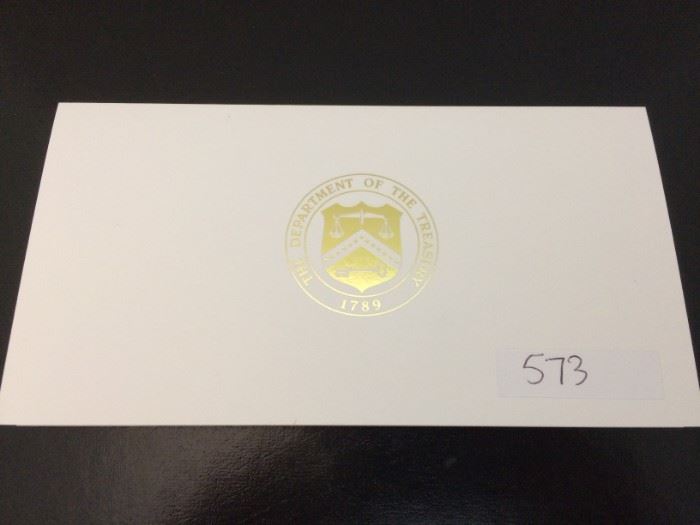 THE DEPARTMENT OF THE TREASURY
1789
573